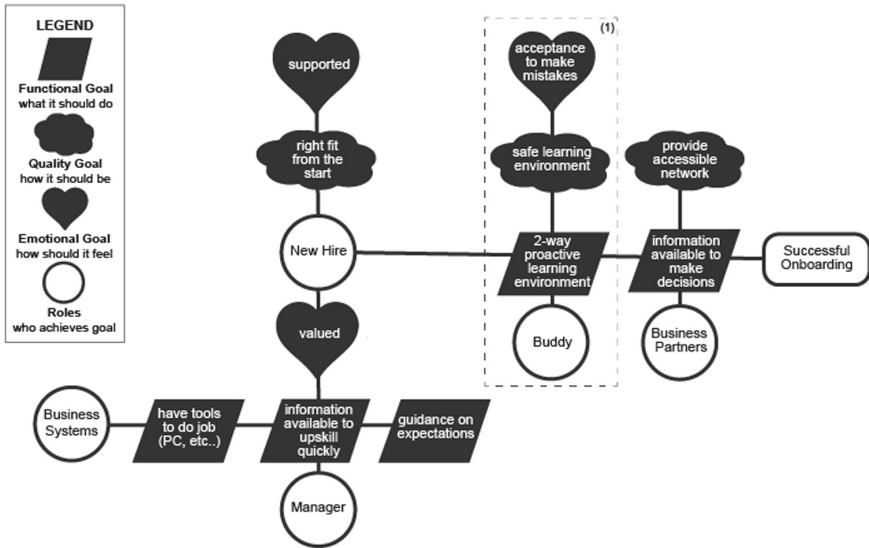 LEGEND
Functional Goal
what it should do
Quality Goal
how it should be
Emotional Goal
how should it feel
Roles
who achieves goal
supported
right fit
from the
start
New Hire
valued
(1)
acceptance
to make
mistakes
safe learning
environment
2-way
proactive
learning
environment
Buddy
provide
accessible
network
information
available to
make
decisions
Business
Partners
Successful
Onboarding
Business
Systems
have tools
to do job
(PC, etc..)
information
available to
upskill
quickly
guidance on
expectations
Manager